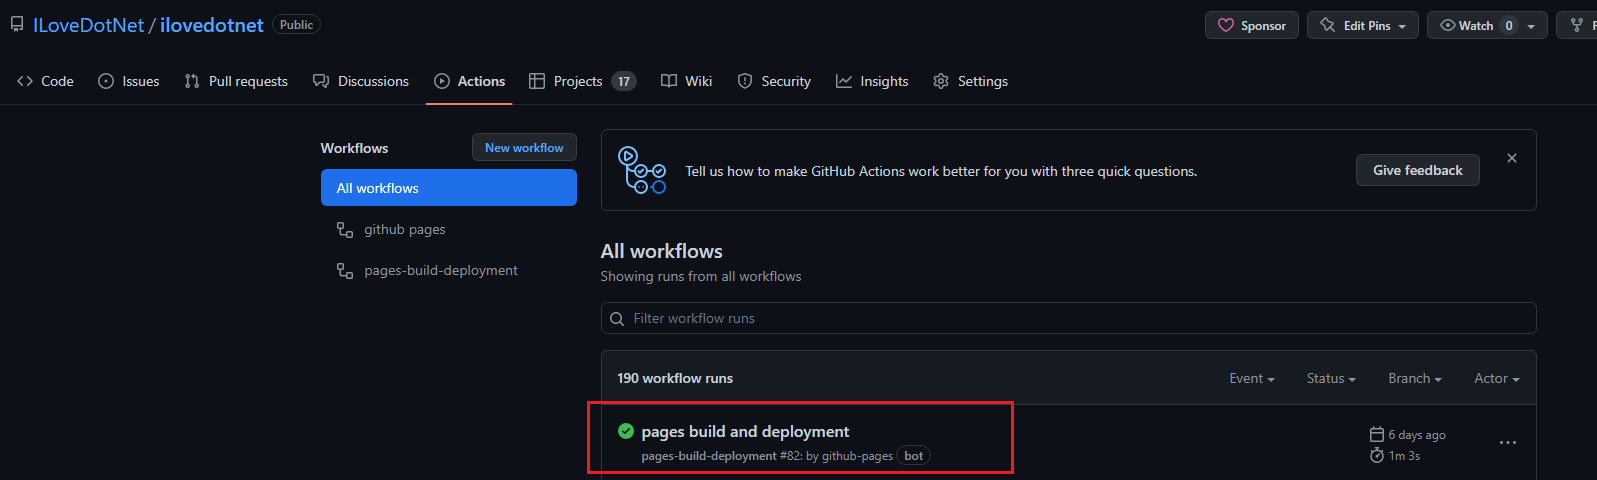 ILoveDotNet / ilovedotnet Public
Sponsor Edit Pins Watch 0
Code Issues Pull requests Discussions Actions Projects 17 Wiki Security Insights Settings
Workflows New workflow
All workflows
github pages
pages-build-deployment
Tell us how to make GitHub Actions work better for you with three quick questions. Give feedback
All workflows
Showing runs from all workflows
Filter workflow runs
190 workflow runs Event Status Branch Actor
pages build and deployment 6 days ago
pages-build-deployment #82: by github-pages bot 1m 3s